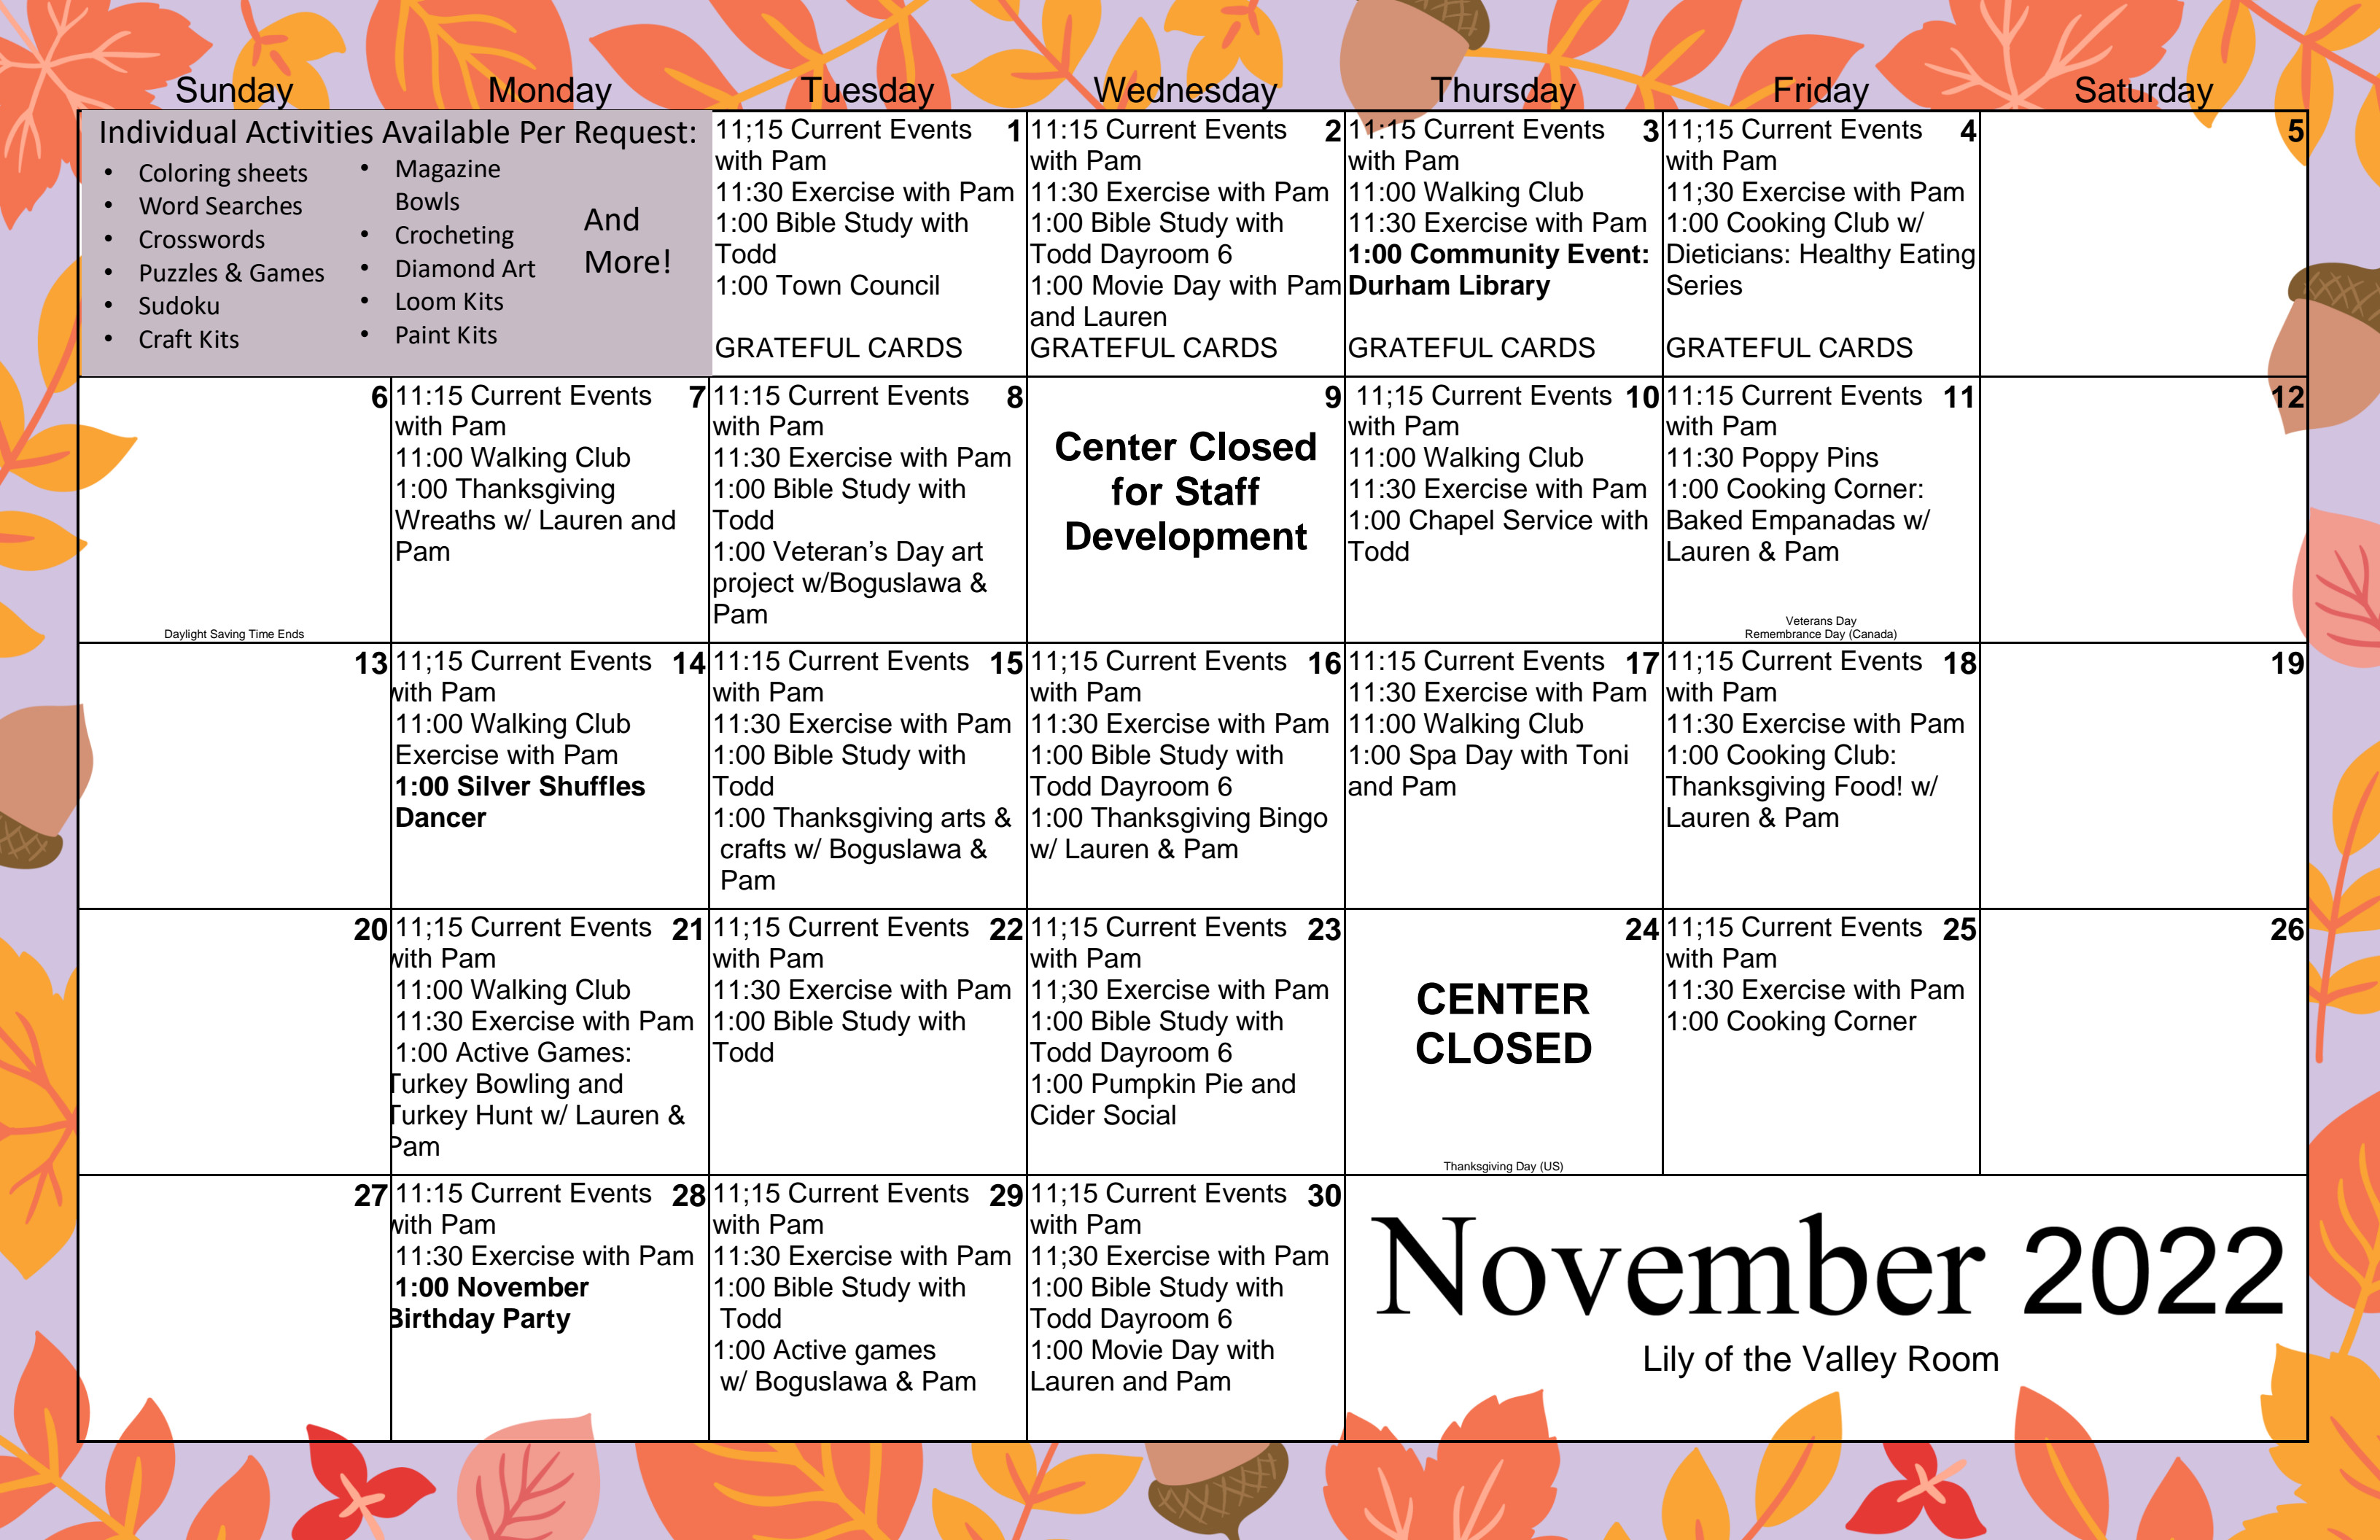 Sunday Monday Tuesday Wednesday Thursday Friday Saturday
Individual Activities Available Per Request:
• Coloring sheets
• Word Searches
• Crosswords
• Puzzles & Games
• Sudoku
• Craft Kits
• Magazine
Bowls
• Crocheting
• Diamond Art
• Loom Kits
• Paint Kits
And
More!
11;15 Current Events 1
with Pam
11:30 Exercise with Pam
1:00 Bible Study with
Todd
1:00 Town Council
GRATEFUL CARDS
11:15 Current Events 2
with Pam
11:30 Exercise with Pam
1:00 Bible Study with
Todd Dayroom 6
1:00 Movie Day with Pam
and Lauren
GRATEFUL CARDS
11:15 Current Events 3
with Pam
11:00 Walking Club
11:30 Exercise with Pam
1:00 Community Event:
Durham Library
GRATEFUL CARDS
11;15 Current Events 4
with Pam
11;30 Exercise with Pam
1:00 Cooking Club w/
Dieticians: Healthy Eating
Series
GRATEFUL CARDS
5
6
Daylight Saving Time Ends
11:15 Current Events 7
with Pam
11:00 Walking Club
1:00 Thanksgiving
Wreaths w/ Lauren and
Pam
11:15 Current Events 8
with Pam
11:30 Exercise with Pam
1:00 Bible Study with
Todd
1:00 Veteran’s Day art
project w/Boguslawa &
Pam
9
Center Closed
for Staff
Development
11;15 Current Events 10
with Pam
11:00 Walking Club
11:30 Exercise with Pam
1:00 Chapel Service with
Todd
11:15 Current Events 11
with Pam
11:30 Poppy Pins
1:00 Cooking Corner:
Baked Empanadas w/
Lauren & Pam
Veterans Day
Remembrance Day (Canada)
12
13
11;15 Current Events 14
with Pam
11:00 Walking Club
Exercise with Pam
1:00 Silver Shuffles
Dancer
11:15 Current Events 15
with Pam
11:30 Exercise with Pam
1:00 Bible Study with
Todd
1:00 Thanksgiving arts &
crafts w/ Boguslawa &
Pam
11;15 Current Events 16
with Pam
11:30 Exercise with Pam
1:00 Bible Study with
Todd Dayroom 6
1:00 Thanksgiving Bingo
w/ Lauren & Pam
11:15 Current Events 17
11:30 Exercise with Pam
11:00 Walking Club
1:00 Spa Day with Toni
and Pam
11;15 Current Events 18
with Pam
11:30 Exercise with Pam
1:00 Cooking Club:
Thanksgiving Food! w/
Lauren & Pam
19
20
11;15 Current Events 21
with Pam
11:00 Walking Club
11:30 Exercise with Pam
1:00 Active Games:
Turkey Bowling and
Turkey Hunt w/ Lauren &
Pam
11;15 Current Events 22
with Pam
11:30 Exercise with Pam
1:00 Bible Study with
Todd
11;15 Current Events 23
with Pam
11;30 Exercise with Pam
1:00 Bible Study with
Todd Dayroom 6
1:00 Pumpkin Pie and
Cider Social
24
CENTER
CLOSED
Thanksgiving Day (US)
11;15 Current Events 25
with Pam
11:30 Exercise with Pam
1:00 Cooking Corner
26
27
11:15 Current Events 28
with Pam
11:30 Exercise with Pam
1:00 November
Birthday Party
11;15 Current Events 29
with Pam
11:30 Exercise with Pam
1:00 Bible Study with
Todd
1:00 Active games
w/ Boguslawa & Pam
11;15 Current Events 30
with Pam
11;30 Exercise with Pam
1:00 Bible Study with
Todd Dayroom 6
1:00 Movie Day with
Lauren and Pam
November 2022
Lily of the Valley Room